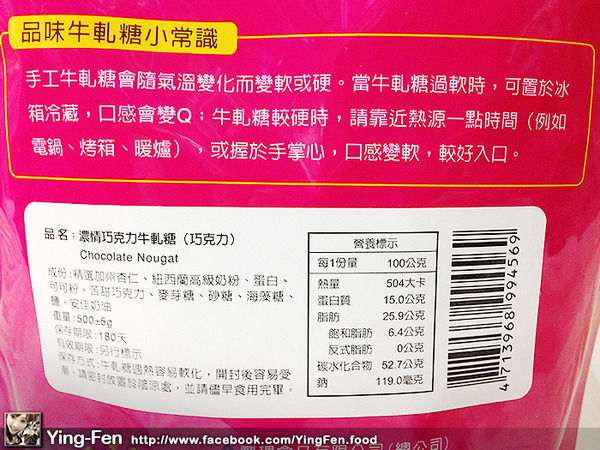 品味牛軋糖小常識
手工牛軋糖會隨氣溫變化而變軟或硬。當牛軋糖過軟時，可置於冰
箱冷藏，口感會變Q；牛軋糖較硬時，請靠近熱源一點時間（例如
電鍋、烤箱、暖爐），或握於手掌心，口感變軟，較好入口。
品名：濃情巧克力牛軋糖（巧克力）
Chocolate Nougat
成份：精選加州杏仁、紐西蘭高級奶粉、蛋白、
可可粉、苦甜巧克力、麥芽糖、砂糖、海藻糖、
鹽、安佳奶油
重量：500±5g
保存期限：180天
有效期限：另行標示
保存方式：牛軋糖遇熱容易軟化，開封後容易受
潮，請密封放置於陰涼處，並請儘早食用完畢。
營養標示
每1份量 100公克
熱量 504大卡
蛋白質 15.0公克
脂肪 25.9公克
飽和脂肪 6.4公克
反式脂肪 0公克
碳水化合物 52.7公克
鈉 119.0毫克
4713968994569
食品有限公司(總公司)
Ying-Fen http://www.facebook.com/YingFen.food